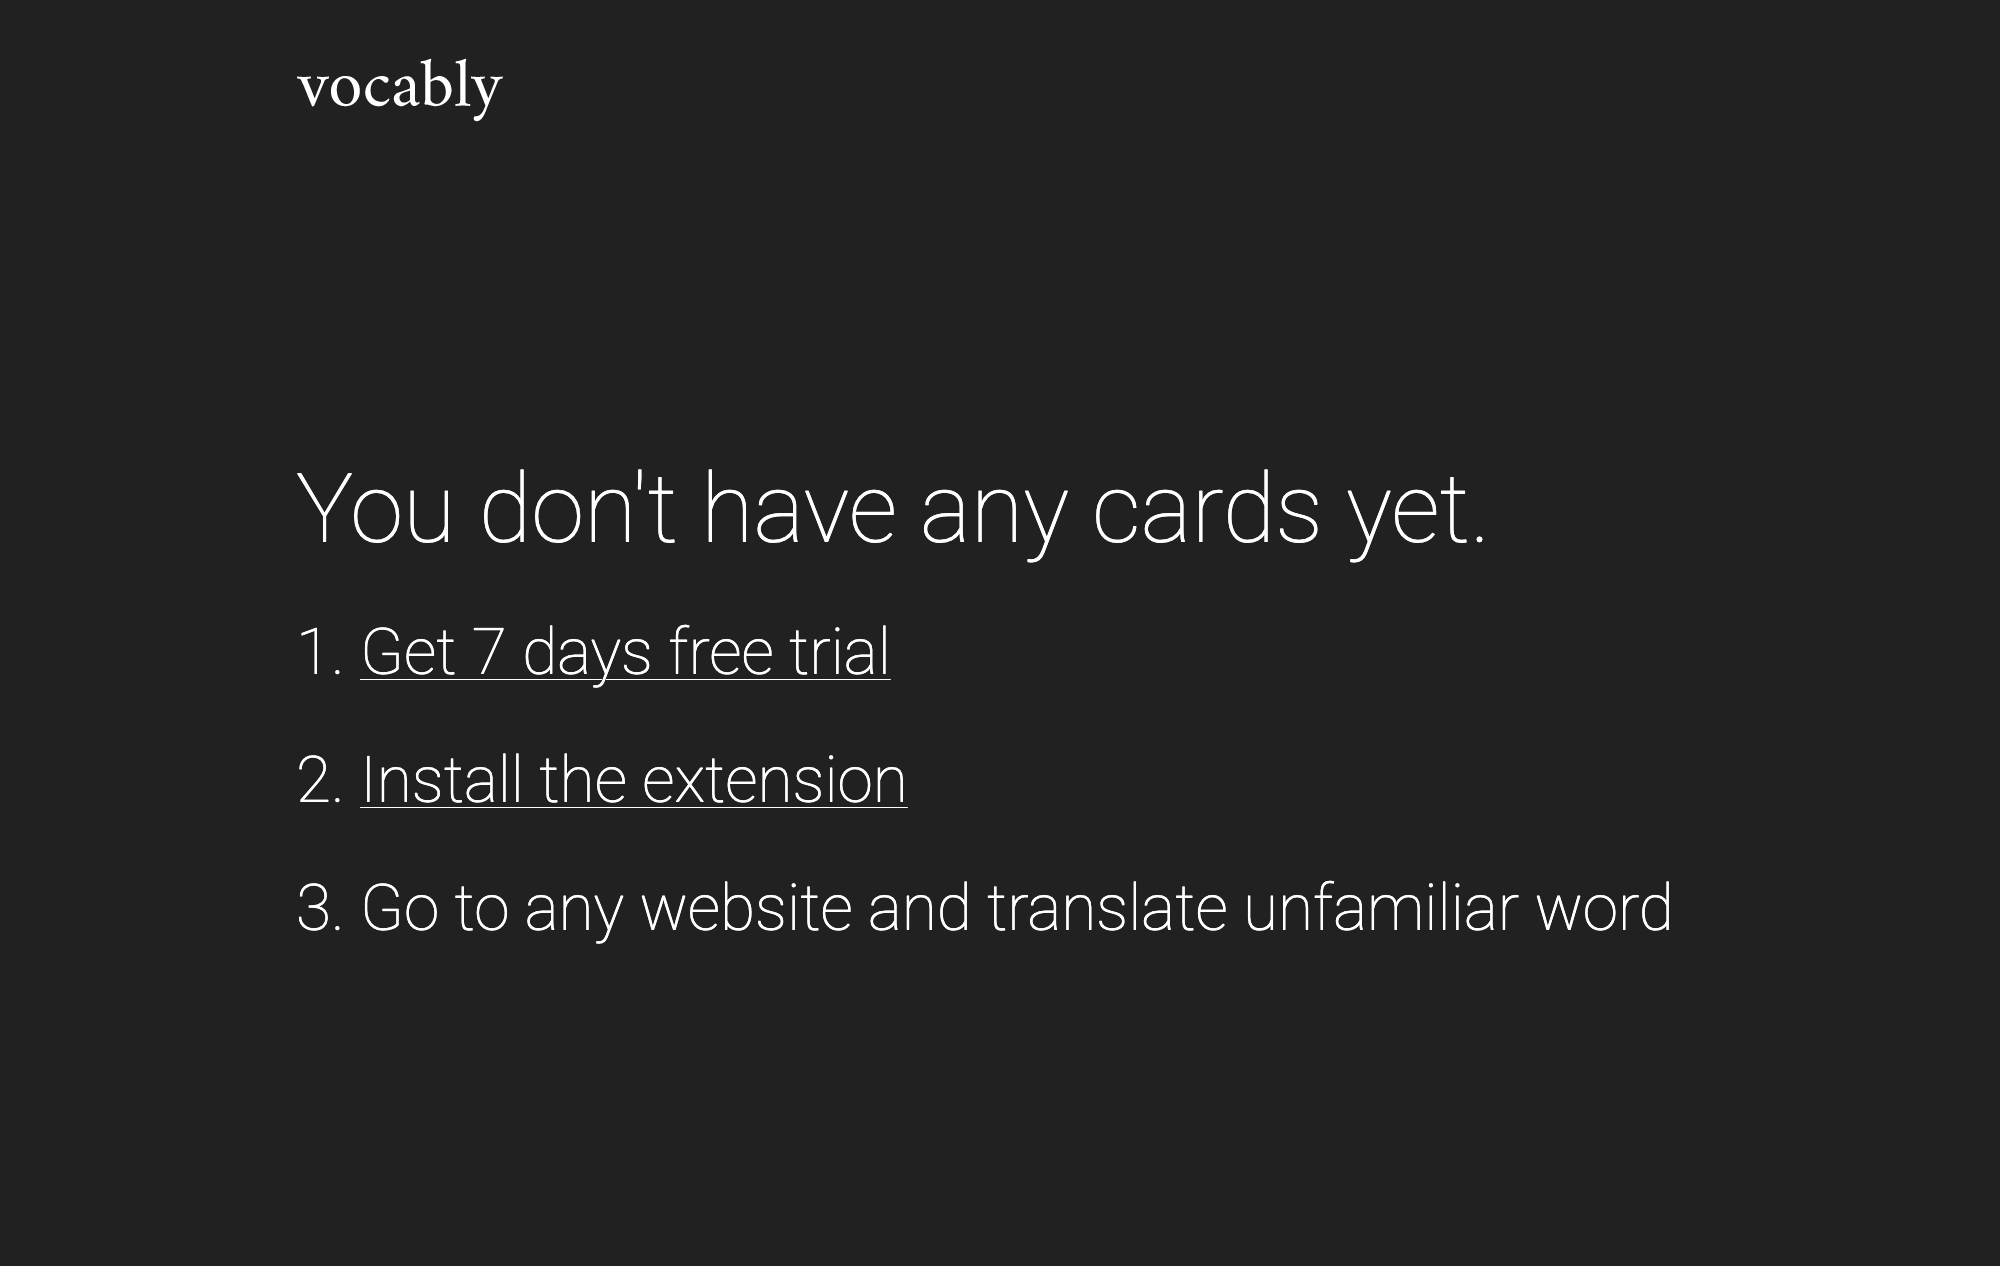 vocably
You don't have any cards yet.
1. Get 7 days free trial
2. Install the extension
3. Go to any website and translate unfamiliar word